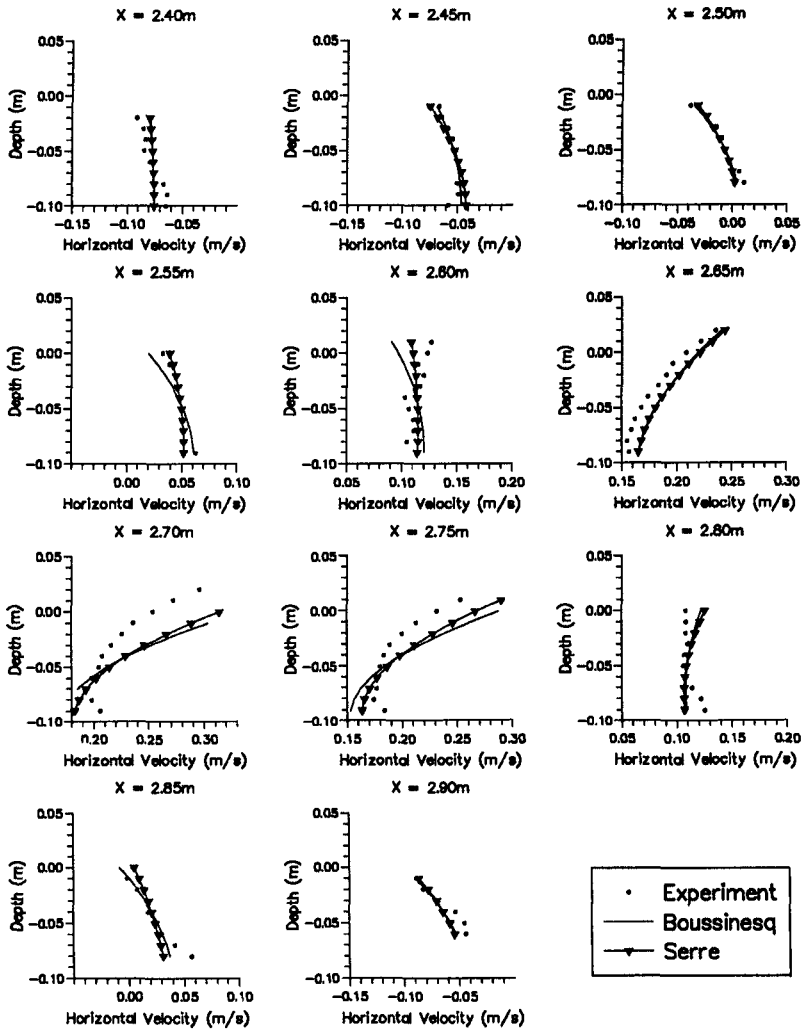 X = 2.40m X = 2.45m X = 2.50m
0.05 0.05 0.05
0.00 0.00 0.00
−0.05 −0.05 −0.05
−0.10 −0.10 −0.10
Depth (m) Depth (m) Depth (m)
−0.15 −0.10 −0.05 −0.15 −0.10 −0.05 −0.10 −0.05 0.00 0.05
Horizontal Velocity (m/s) Horizontal Velocity (m/s) Horizontal Velocity (m/s)
X = 2.55m X = 2.60m X = 2.65m
0.05 0.05 0.05
0.00 0.00 0.00
−0.05 −0.05 −0.05
−0.10 −0.10 −0.10
Depth (m) Depth (m) Depth (m)
0.00 0.05 0.10 0.05 0.10 0.15 0.20 0.15 0.20 0.25 0.30
Horizontal Velocity (m/s) Horizontal Velocity (m/s) Horizontal Velocity (m/s)
X = 2.70m X = 2.75m X = 2.80m
0.05 0.05 0.05
0.00 0.00 0.00
−0.05 −0.05 −0.05
−0.10 −0.10 −0.10
Depth (m) Depth (m) Depth (m)
0.20 0.30 0.15 0.20 0.25 0.30 0.05 0.10 0.15 0.20
Horizontal Velocity (m/s) Horizontal Velocity (m/s) Horizontal Velocity (m/s)
X = 2.85m X = 2.90m
0.05 0.05
0.00 0.00
−0.05 −0.05
−0.10 −0.10
Depth (m) Depth (m)
0.00 0.05 0.10 −0.15 −0.10 −0.05
Horizontal Velocity (m/s) Horizontal Velocity (m/s)
Experiment
Boussinesq
Serre